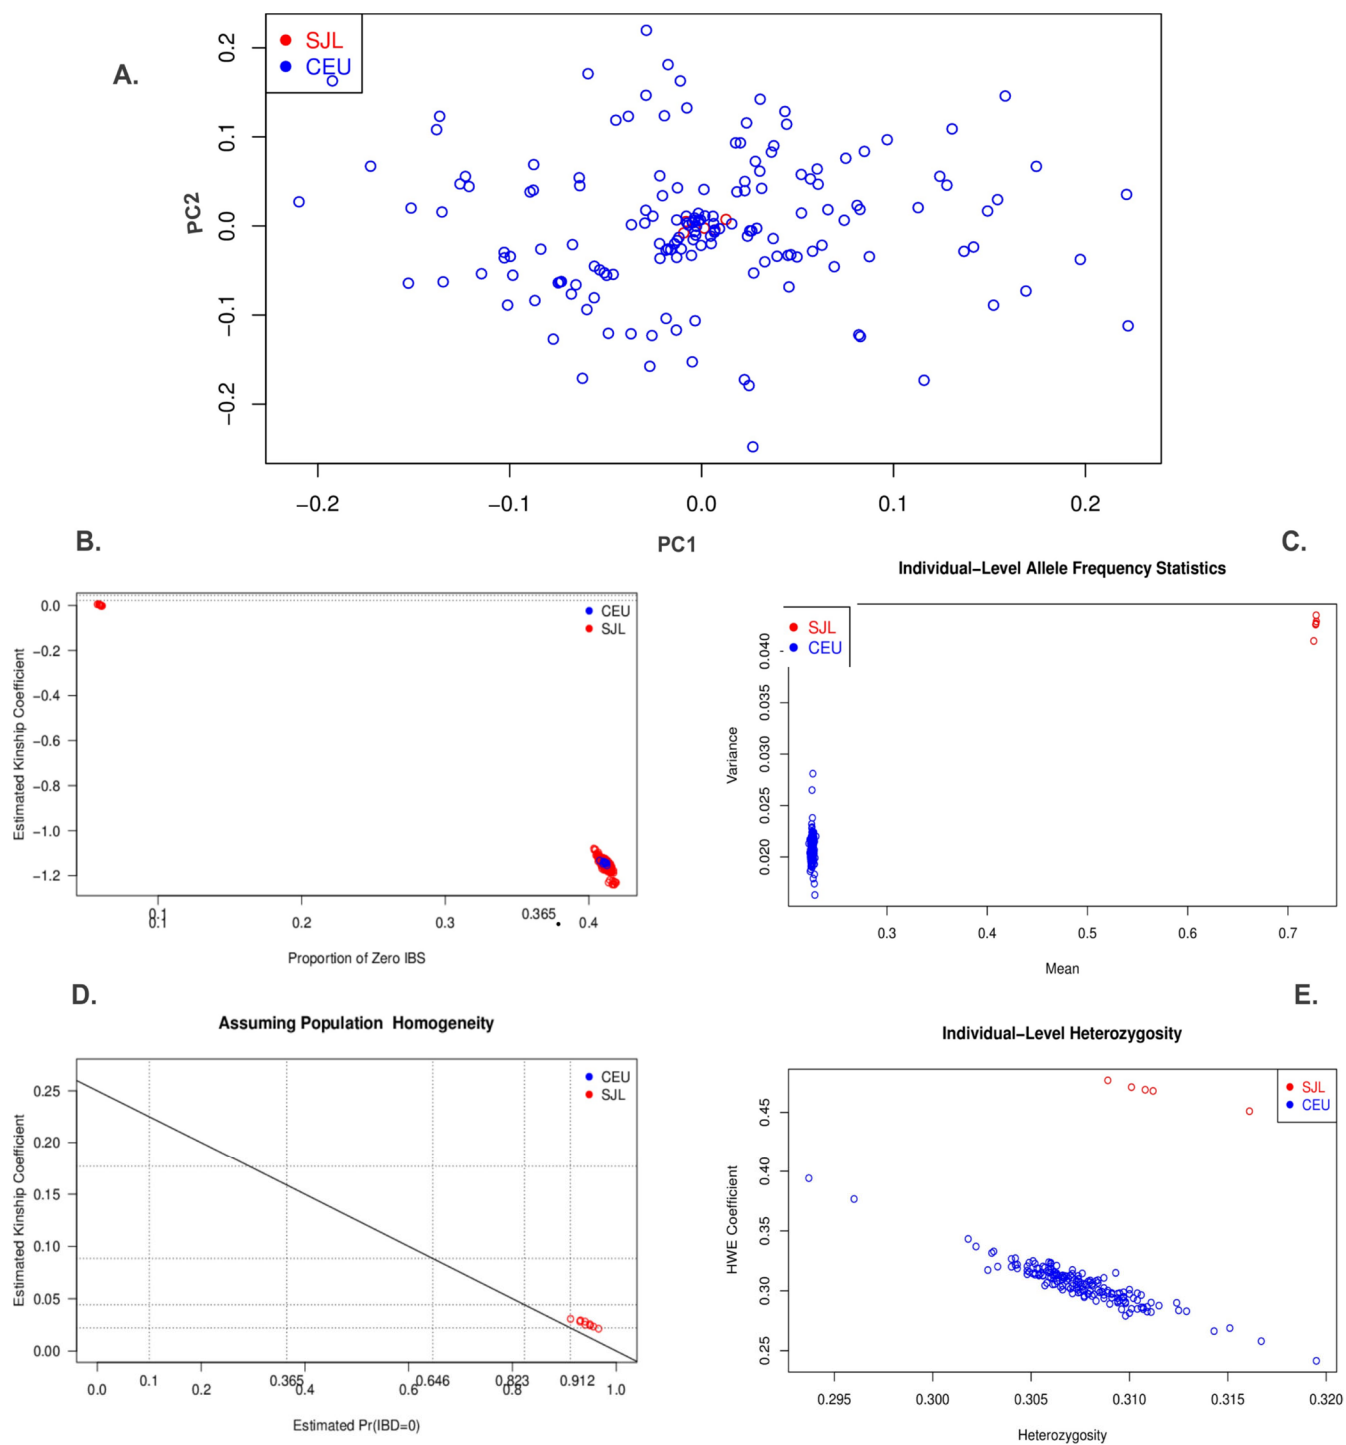 A.
SJL
CEU
PC2
0.2
0.1
0.0
−0.1
−0.2
−0.2
−0.1
0.0
0.1
0.2
PC1
B.
CEU
SJL
Estimated Kinship Coefficient
0.0
−0.2
−0.4
−0.6
−0.8
−1.0
−1.2
0.1
0.1
0.2
0.3
0.365
0.4
Proportion of Zero IBS
C.
Individual−Level Allele Frequency Statistics
SJL
CEU
Variance
0.040
0.035
0.030
0.025
0.020
0.3
0.4
0.5
0.6
0.7
Mean
D.
Assuming Population Homogeneity
CEU
SJL
Estimated Kinship Coefficient
0.25
0.20
0.15
0.10
0.05
0.00
0.0
0.1
0.2
0.365
0.4
0.6
0.646
0.8
0.823
0.912
1.0
Estimated Pr(IBD=0)
E.
Individual−Level Heterozygosity
SJL
CEU
HWE Coefficient
0.45
0.40
0.35
0.30
0.25
0.295
0.300
0.305
0.310
0.315
0.320
Heterozygosity